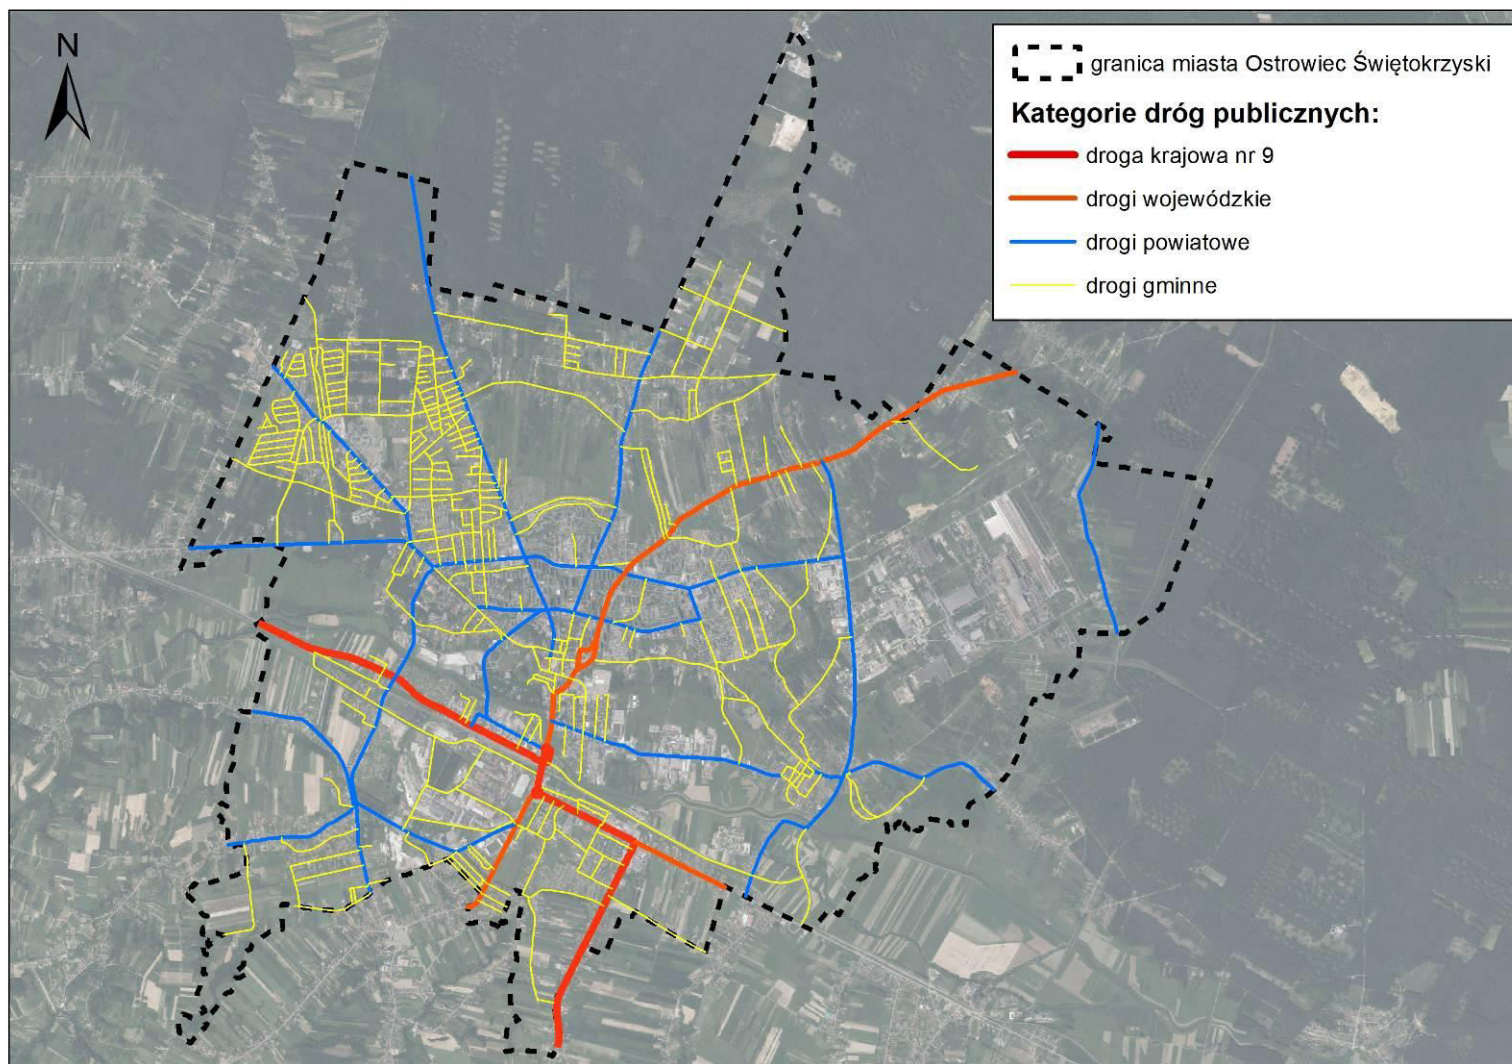 N
granica miasta Ostrowiec Świętokrzyski
Kategorie dróg publicznych:
droga krajowa nr 9
drogi wojewódzkie
drogi powiatowe
drogi gminne